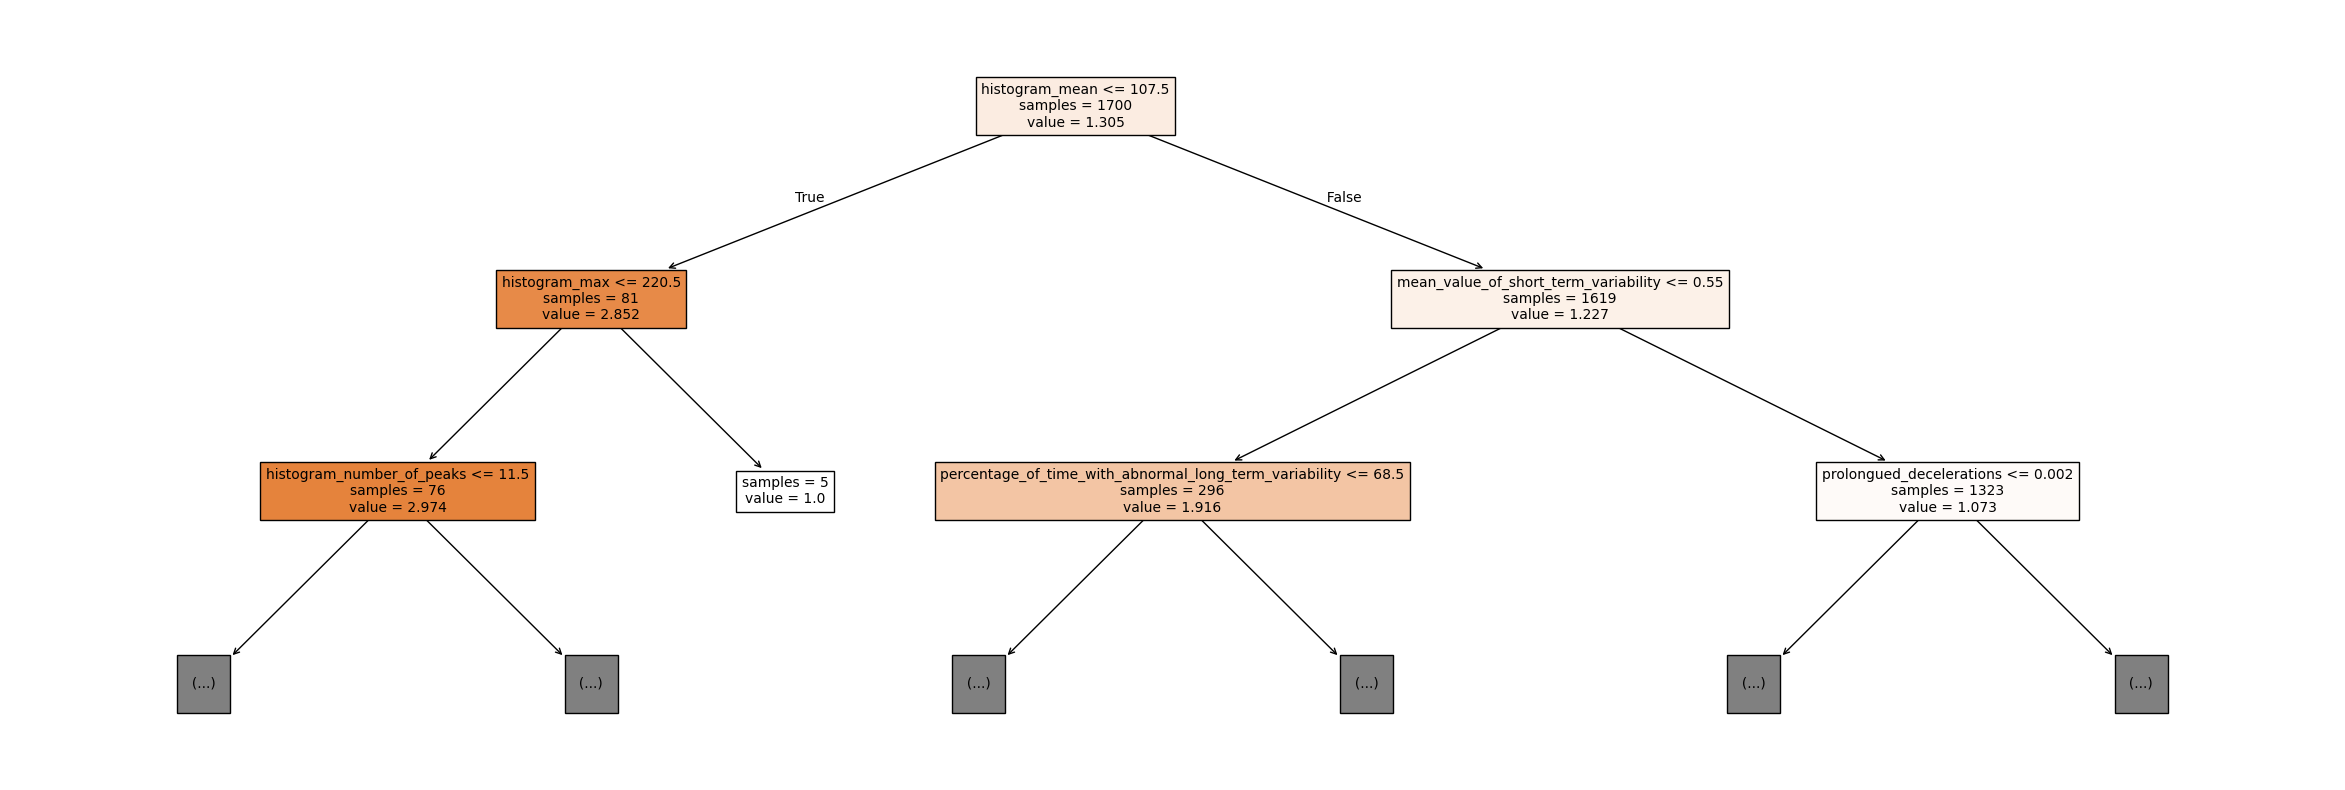 histogram_mean <= 107.5
samples = 1700
value = 1.305
True
False
histogram_max <= 220.5
samples = 81
value = 2.852
mean_value_of_short_term_variability <= 0.55
samples = 1619
value = 1.227
histogram_number_of_peaks <= 11.5
samples = 76
value = 2.974
samples = 5
value = 1.0
percentage_of_time_with_abnormal_long_term_variability <= 68.5
samples = 296
value = 1.916
prolongued_decelerations <= 0.002
samples = 1323
value = 1.073
(...)
(...)
(...)
(...)
(...)
(...)